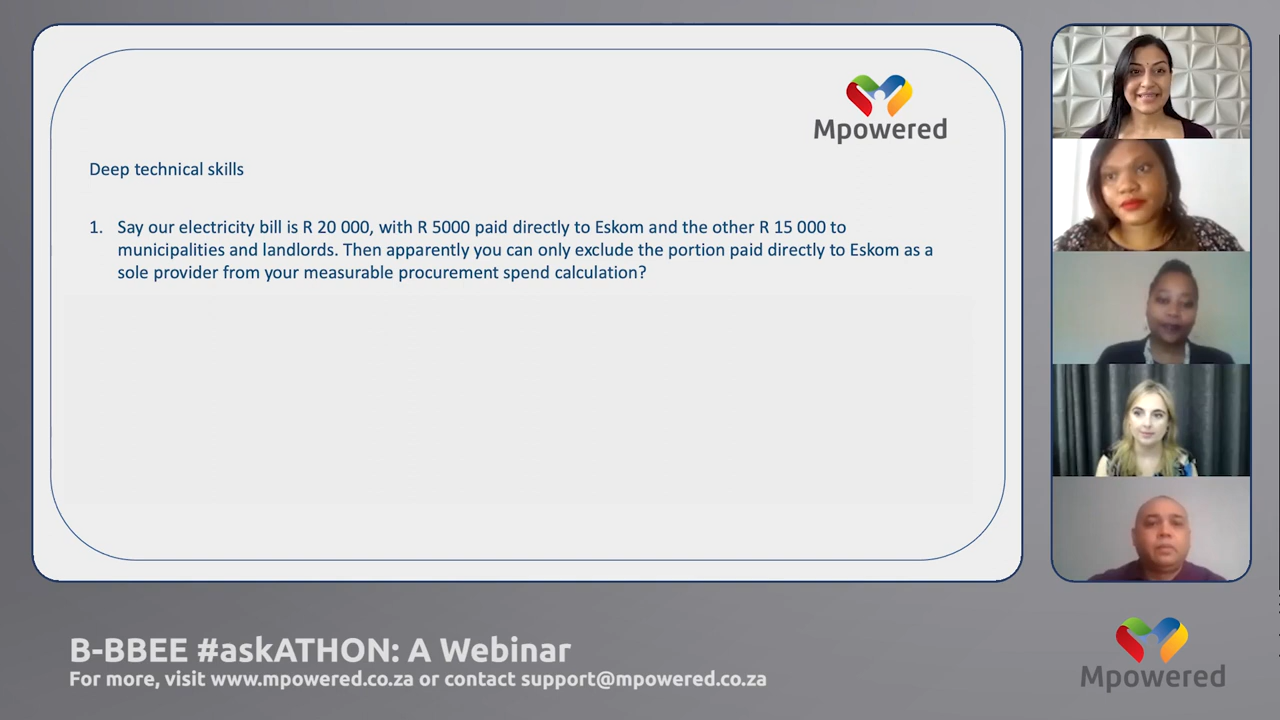 Mpowered
Deep technical skills
1. Say our electricity bill is R 20 000, with R 5000 paid directly to Eskom and the other R 15 000 to
municipalities and landlords. Then apparently you can only exclude the portion paid directly to Eskom as a
sole provider from your measurable procurement spend calculation?
B-BBEE #askATHON: A Webinar
For more, visit www.mpowered.co.za or contact support@mpowered.co.za
Mpowered